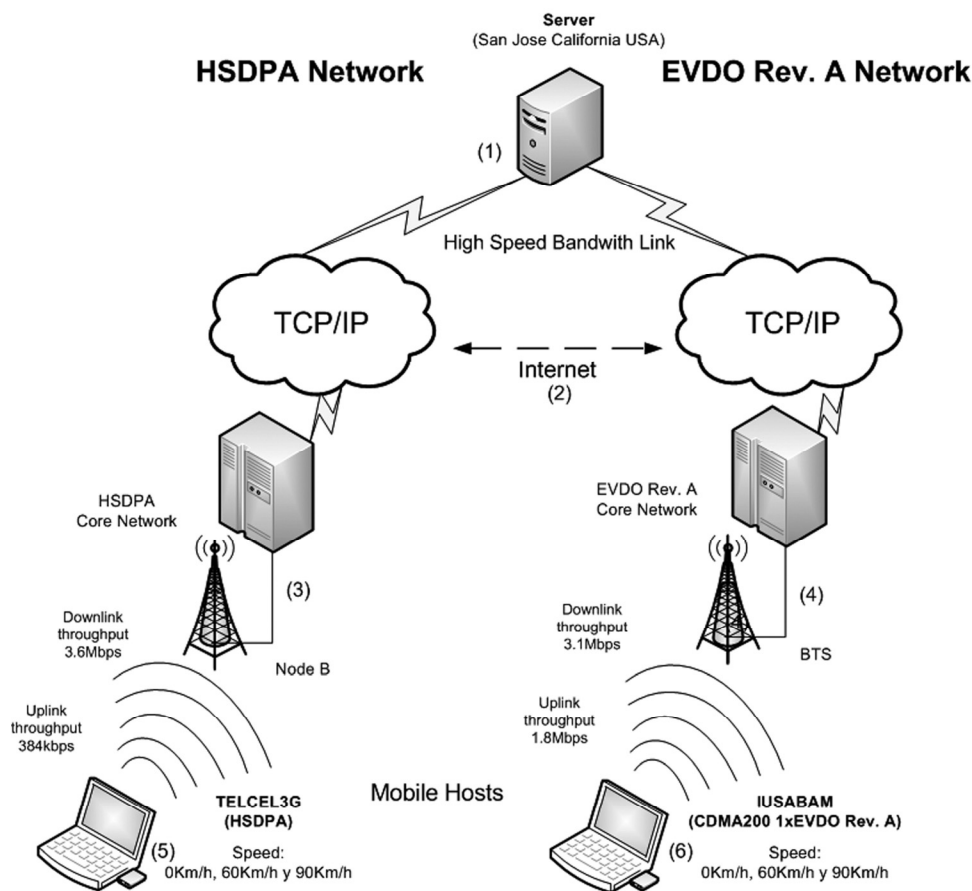 Server
(San Jose California USA)
HSDPA Network
EVDO Rev. A Network
(1)
High Speed Bandwith Link
TCP/IP
TCP/IP
Internet
(2)
HSDPA
Core Network
EVDO Rev. A
Core Network
(3)
(4)
Downlink
throughput
3.6Mbps
Node B
Downlink
throughput
3.1Mbps
BTS
Uplink
throughput
384kbps
Uplink
throughput
1.8Mbps
Mobile Hosts
TELCEL3G
(HSDPA)
(5)
Speed:
0Km/h, 60Km/h y 90Km/h
IUSABAM
(CDMA200 1xEVDO Rev. A)
(6)
Speed:
0Km/h, 60Km/h y 90Km/h